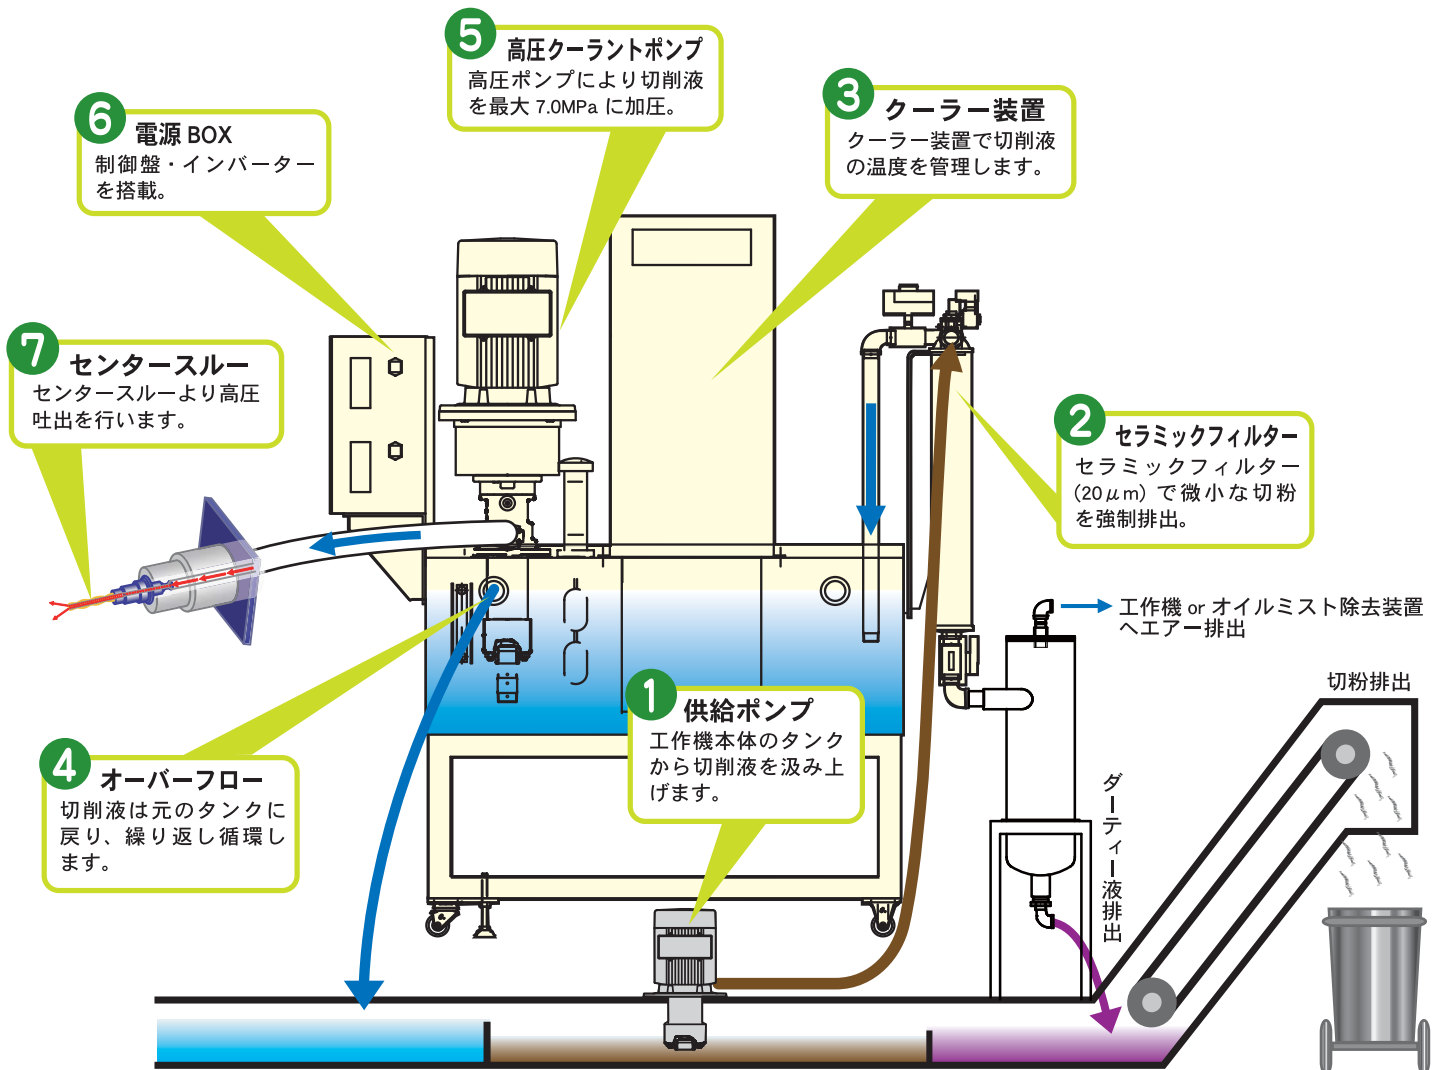 1
供給ポンプ
工作機本体のタンク
から切削液を汲み上
げます。
2
セラミックフィルター
セラミックフィルター
(20μm) で微小な切粉
を強制排出。
3
クーラー装置
クーラー装置で切削液
の温度を管理します。
4
オーバーフロー
切削液は元のタンクに
戻り、繰り返し循環し
ます。
5
高圧クーラントポンプ
高圧ポンプにより切削液
を最大 7.0MPa に加圧。
6
電源 BOX
制御盤・インバーター
を搭載。
7
センタースルー
センタースルーより高圧
吐出を行います。
工作機 or オイルミスト除去装置
へエアー排出
切粉排出
ダーティー液排出